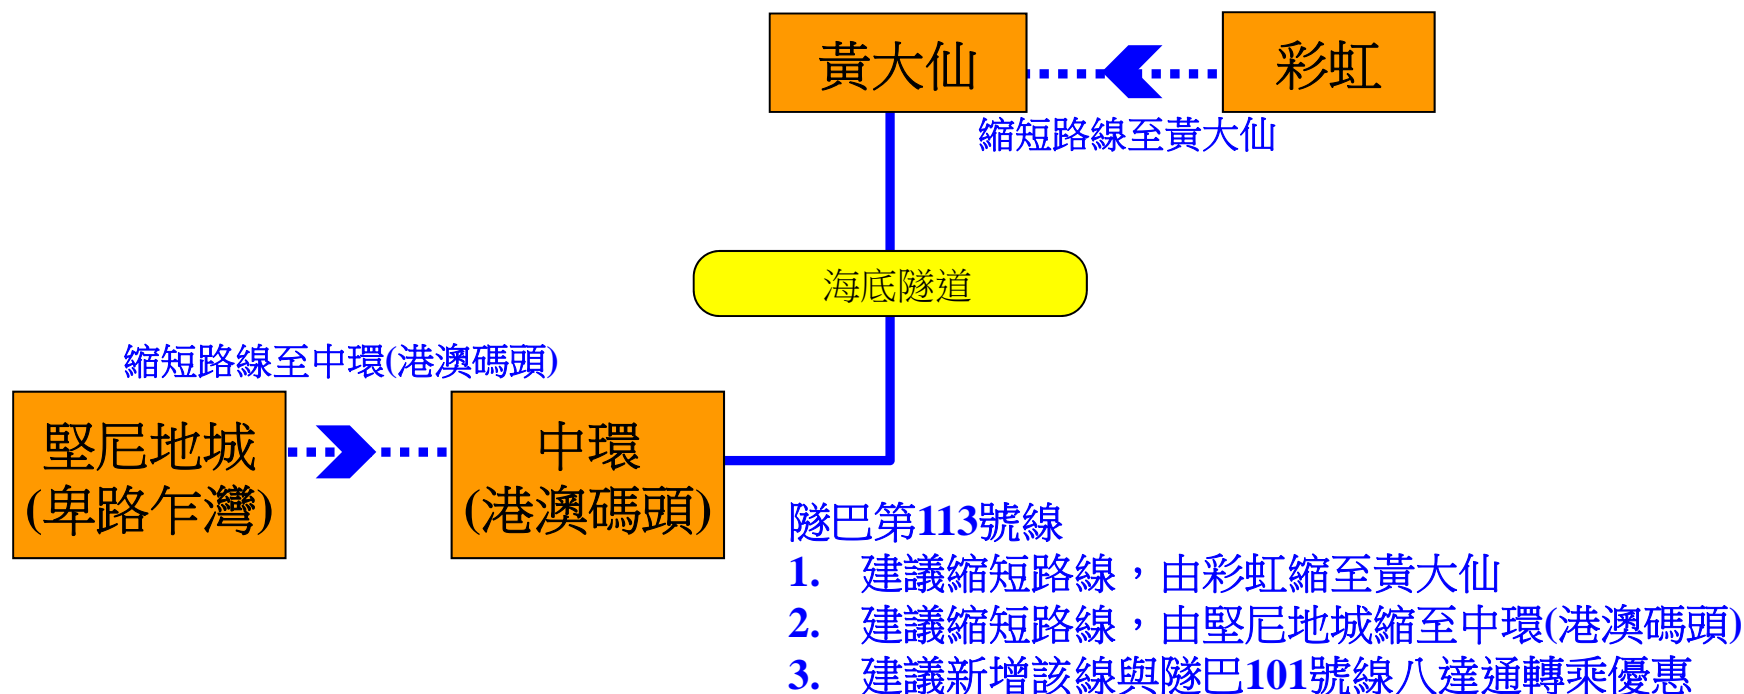 黃大仙
彩虹
縮短路線至黃大仙
海底隧道
縮短路線至中環(港澳碼頭)
堅尼地城
(卑路乍灣)
中環
(港澳碼頭)
隧巴第113號線
1. 建議縮短路線，由彩虹縮至黃大仙
2. 建議縮短路線，由堅尼地城縮至中環(港澳碼頭)
3. 建議新增該線與隧巴101號線八達通轉乘優惠